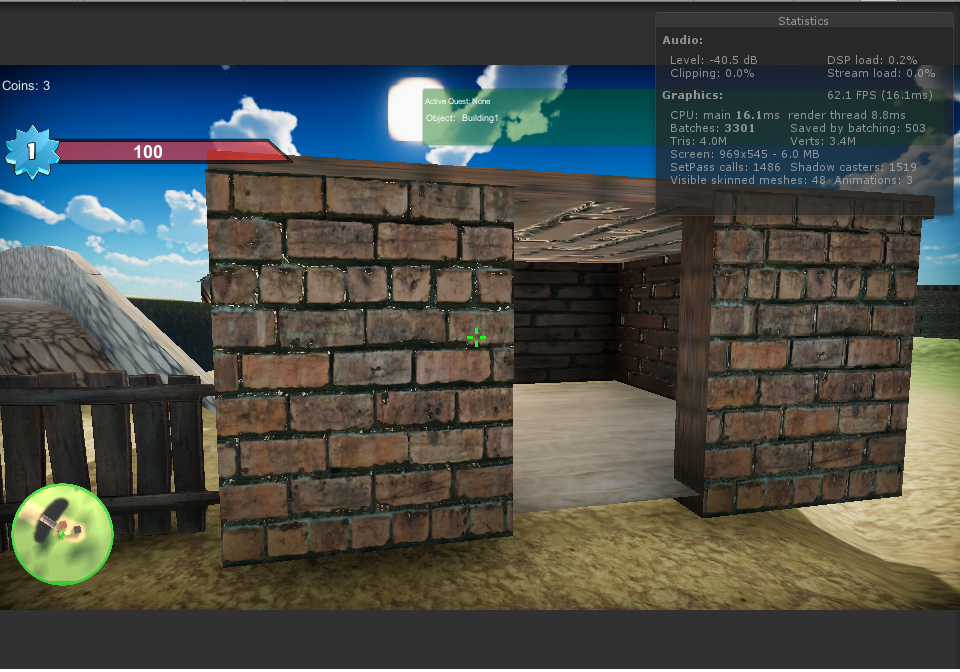 Statistics
Audio:
Level: -40.5 dB DSP load: 0.2%
Clipping: 0.0% Stream load: 0.0%
Graphics: 62.1 FPS (16.1ms)
CPU: main 16.1ms render thread 8.8ms
Batches: 3301 Saved by batching: 503
Tris: 4.0M Verts: 3.4M
Screen: 969x545 - 6.0 MB
SetPass calls: 1486 Shadow casters: 1519
Visible skinned meshes: 48 Animations: 3
Coins: 3
Active Quest: None
Object: Building1
1
100